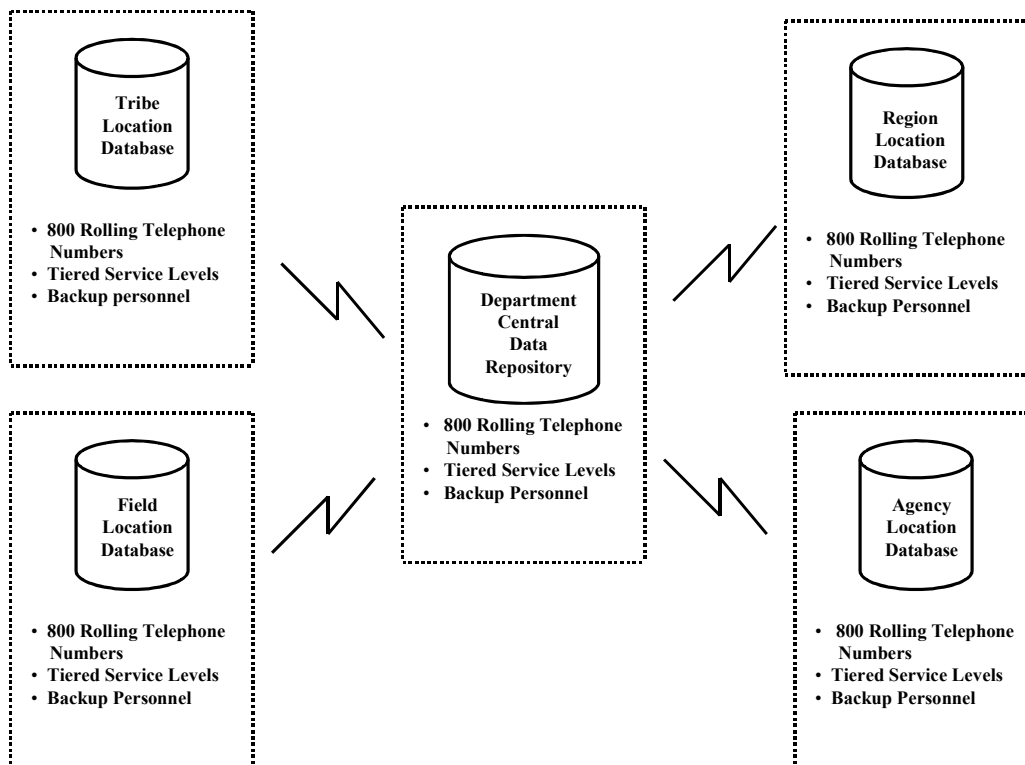 Tribe
Location
Database
• 800 Rolling Telephone
Numbers
• Tiered Service Levels
• Backup personnel
Region
Location
Database
• 800 Rolling Telephone
Numbers
• Tiered Service Levels
• Backup Personnel
Department
Central
Data
Repository
• 800 Rolling Telephone
Numbers
• Tiered Service Levels
• Backup Personnel
Field
Location
Database
• 800 Rolling Telephone
Numbers
• Tiered Service Levels
• Backup Personnel
Agency
Location
Database
• 800 Rolling Telephone
Numbers
• Tiered Service Levels
• Backup Personnel